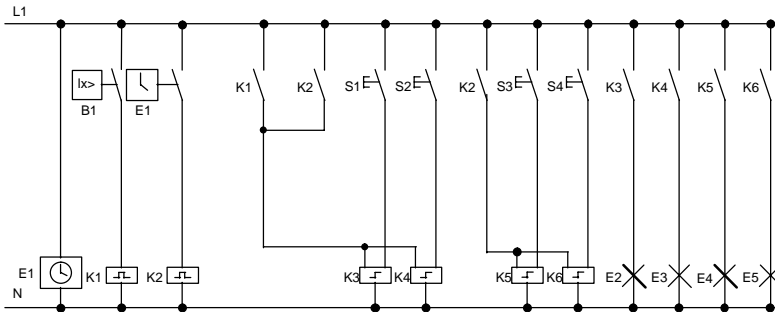 L1
K1 K2 S1 S2 K2 S3 S4 K3 K4 K5 K6
lx>
B1 E1
E1 K1 K2 K3 K4 K5 K6 E2 E3 E4 E5
N